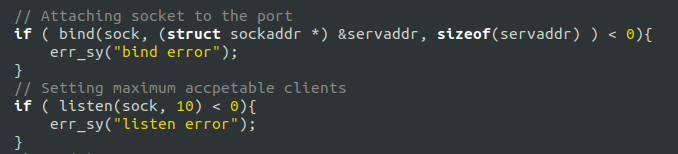 // Attaching socket to the port
if ( bind(sock, (struct sockaddr *) &servaddr, sizeof(servaddr) ) < 0){
    err_sy("bind error");
}
// Setting maximum accpetable clients
if ( listen(sock, 10) < 0){
    err_sy("listen error");
}